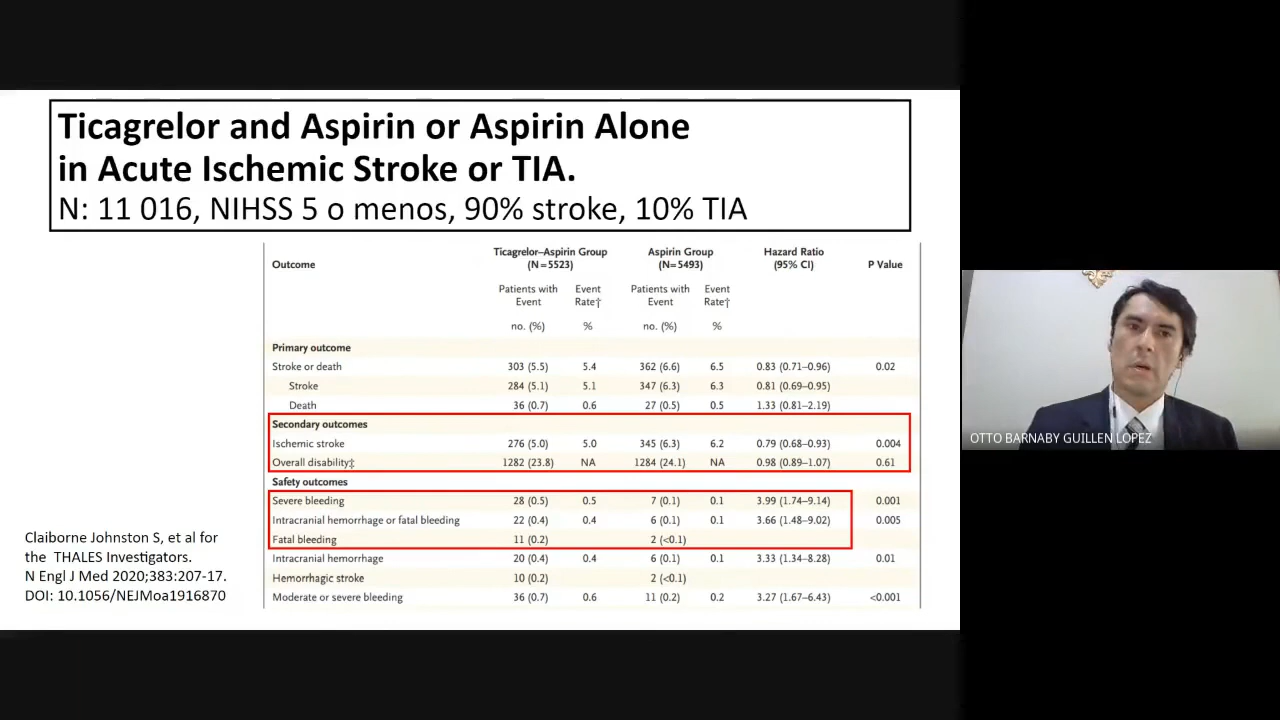 Ticagrelor and Aspirin or Aspirin Alone
in Acute Ischemic Stroke or TIA.
N: 11 016, NIHSS 5 o menos, 90% stroke, 10% TIA
Outcome Ticagrelor–Aspirin Group (N=5523) Aspirin Group (N=5493) Hazard Ratio (95% CI) P Value
Patients with Event Event Rate† Patients with Event Event Rate†
no. (%) % no. (%) %
Primary outcome
Stroke or death 303 (5.5) 5.4 362 (6.6) 6.5 0.83 (0.71–0.96) 0.02
Stroke 284 (5.1) 5.1 347 (6.3) 6.3 0.81 (0.69–0.95)
Death 36 (0.7) 0.6 27 (0.5) 0.5 1.33 (0.81–2.19)
Secondary outcomes
Ischemic stroke 276 (5.0) 5.0 345 (6.3) 6.2 0.79 (0.68–0.93) 0.004
Overall disability‡ 1282 (23.8) NA 1284 (24.1) NA 0.98 (0.89–1.07) 0.61
Safety outcomes
Severe bleeding 28 (0.5) 0.5 7 (0.1) 0.1 3.99 (1.74–9.14) 0.001
Intracranial hemorrhage or fatal bleeding 22 (0.4) 0.4 6 (0.1) 0.1 3.66 (1.48–9.02) 0.005
Fatal bleeding 11 (0.2) 2 (<0.1)
Intracranial hemorrhage 20 (0.4) 0.4 6 (0.1) 0.1 3.33 (1.34–8.28) 0.01
Hemorrhagic stroke 10 (0.2) 2 (<0.1)
Moderate or severe bleeding 36 (0.7) 0.6 11 (0.2) 0.2 3.27 (1.67–6.43) <0.001
Claiborne Johnston S, et al for
the THALES Investigators.
N Engl J Med 2020;383:207-17.
DOI: 10.1056/NEJMoa1916870
OTTO BARNABY GUILLEN LOPEZ